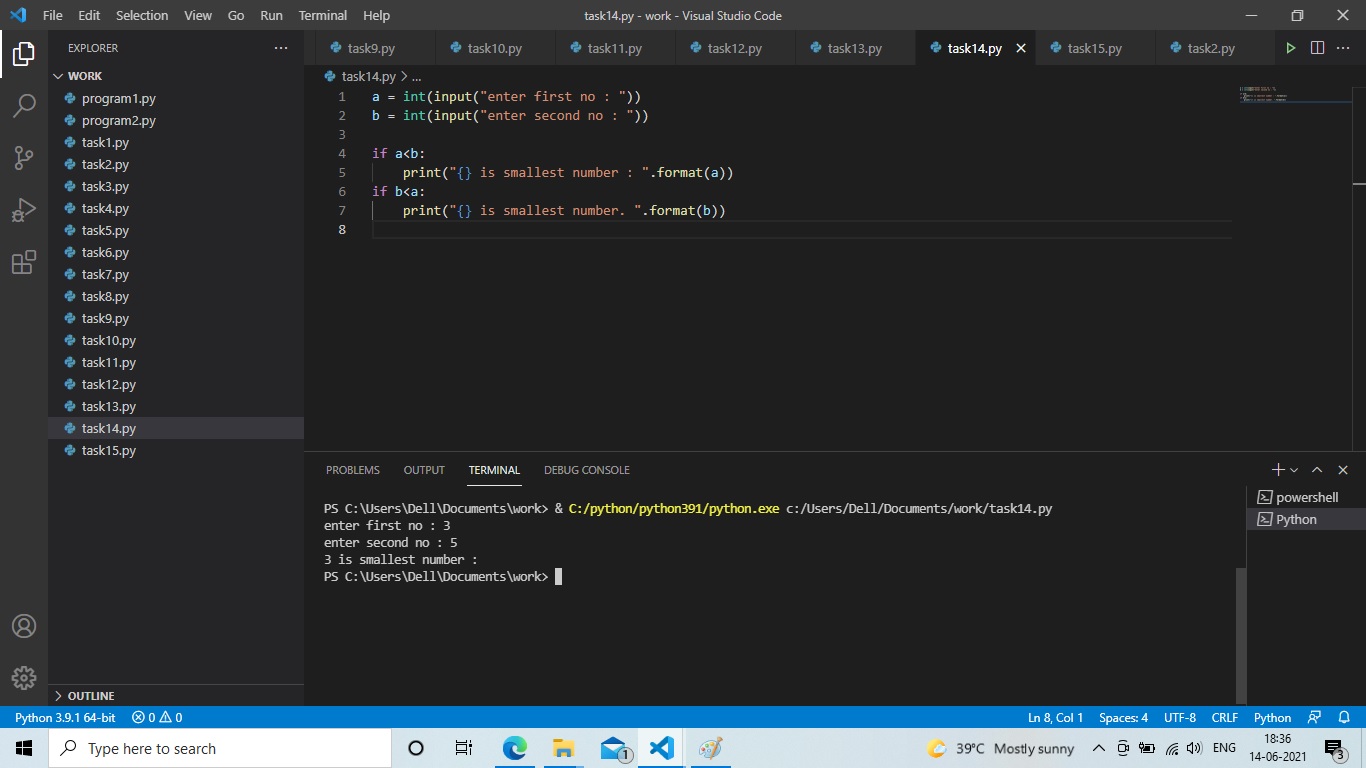 File Edit Selection View Go Run Terminal Help
task14.py - work - Visual Studio Code
EXPLORER
WORK
program1.py
program2.py
task1.py
task2.py
task3.py
task4.py
task5.py
task6.py
task7.py
task8.py
task9.py
task10.py
task11.py
task12.py
task13.py
task14.py
task15.py
OUTLINE
task9.py task10.py task11.py task12.py task13.py task14.py task15.py task2.py
task14.py > ...
1 a = int(input("enter first no : "))
2 b = int(input("enter second no : "))
3
4 if a<b:
5     print("{} is smallest number : ".format(a))
6 if b<a:
7     print("{} is smallest number. ".format(b))
8
PROBLEMS OUTPUT TERMINAL DEBUG CONSOLE
PS C:\Users\Dell\Documents\work> & C:/python/python391/python.exe c:/Users/Dell/Documents/work/task14.py
enter first no : 3
enter second no : 5
3 is smallest number :
PS C:\Users\Dell\Documents\work>
powershell
Python
Python 3.9.1 64-bit 0 0
Ln 8, Col 1 Spaces: 4 UTF-8 CRLF Python
Type here to search
1
39°C Mostly sunny
ENG
18:36
14-06-2021
3